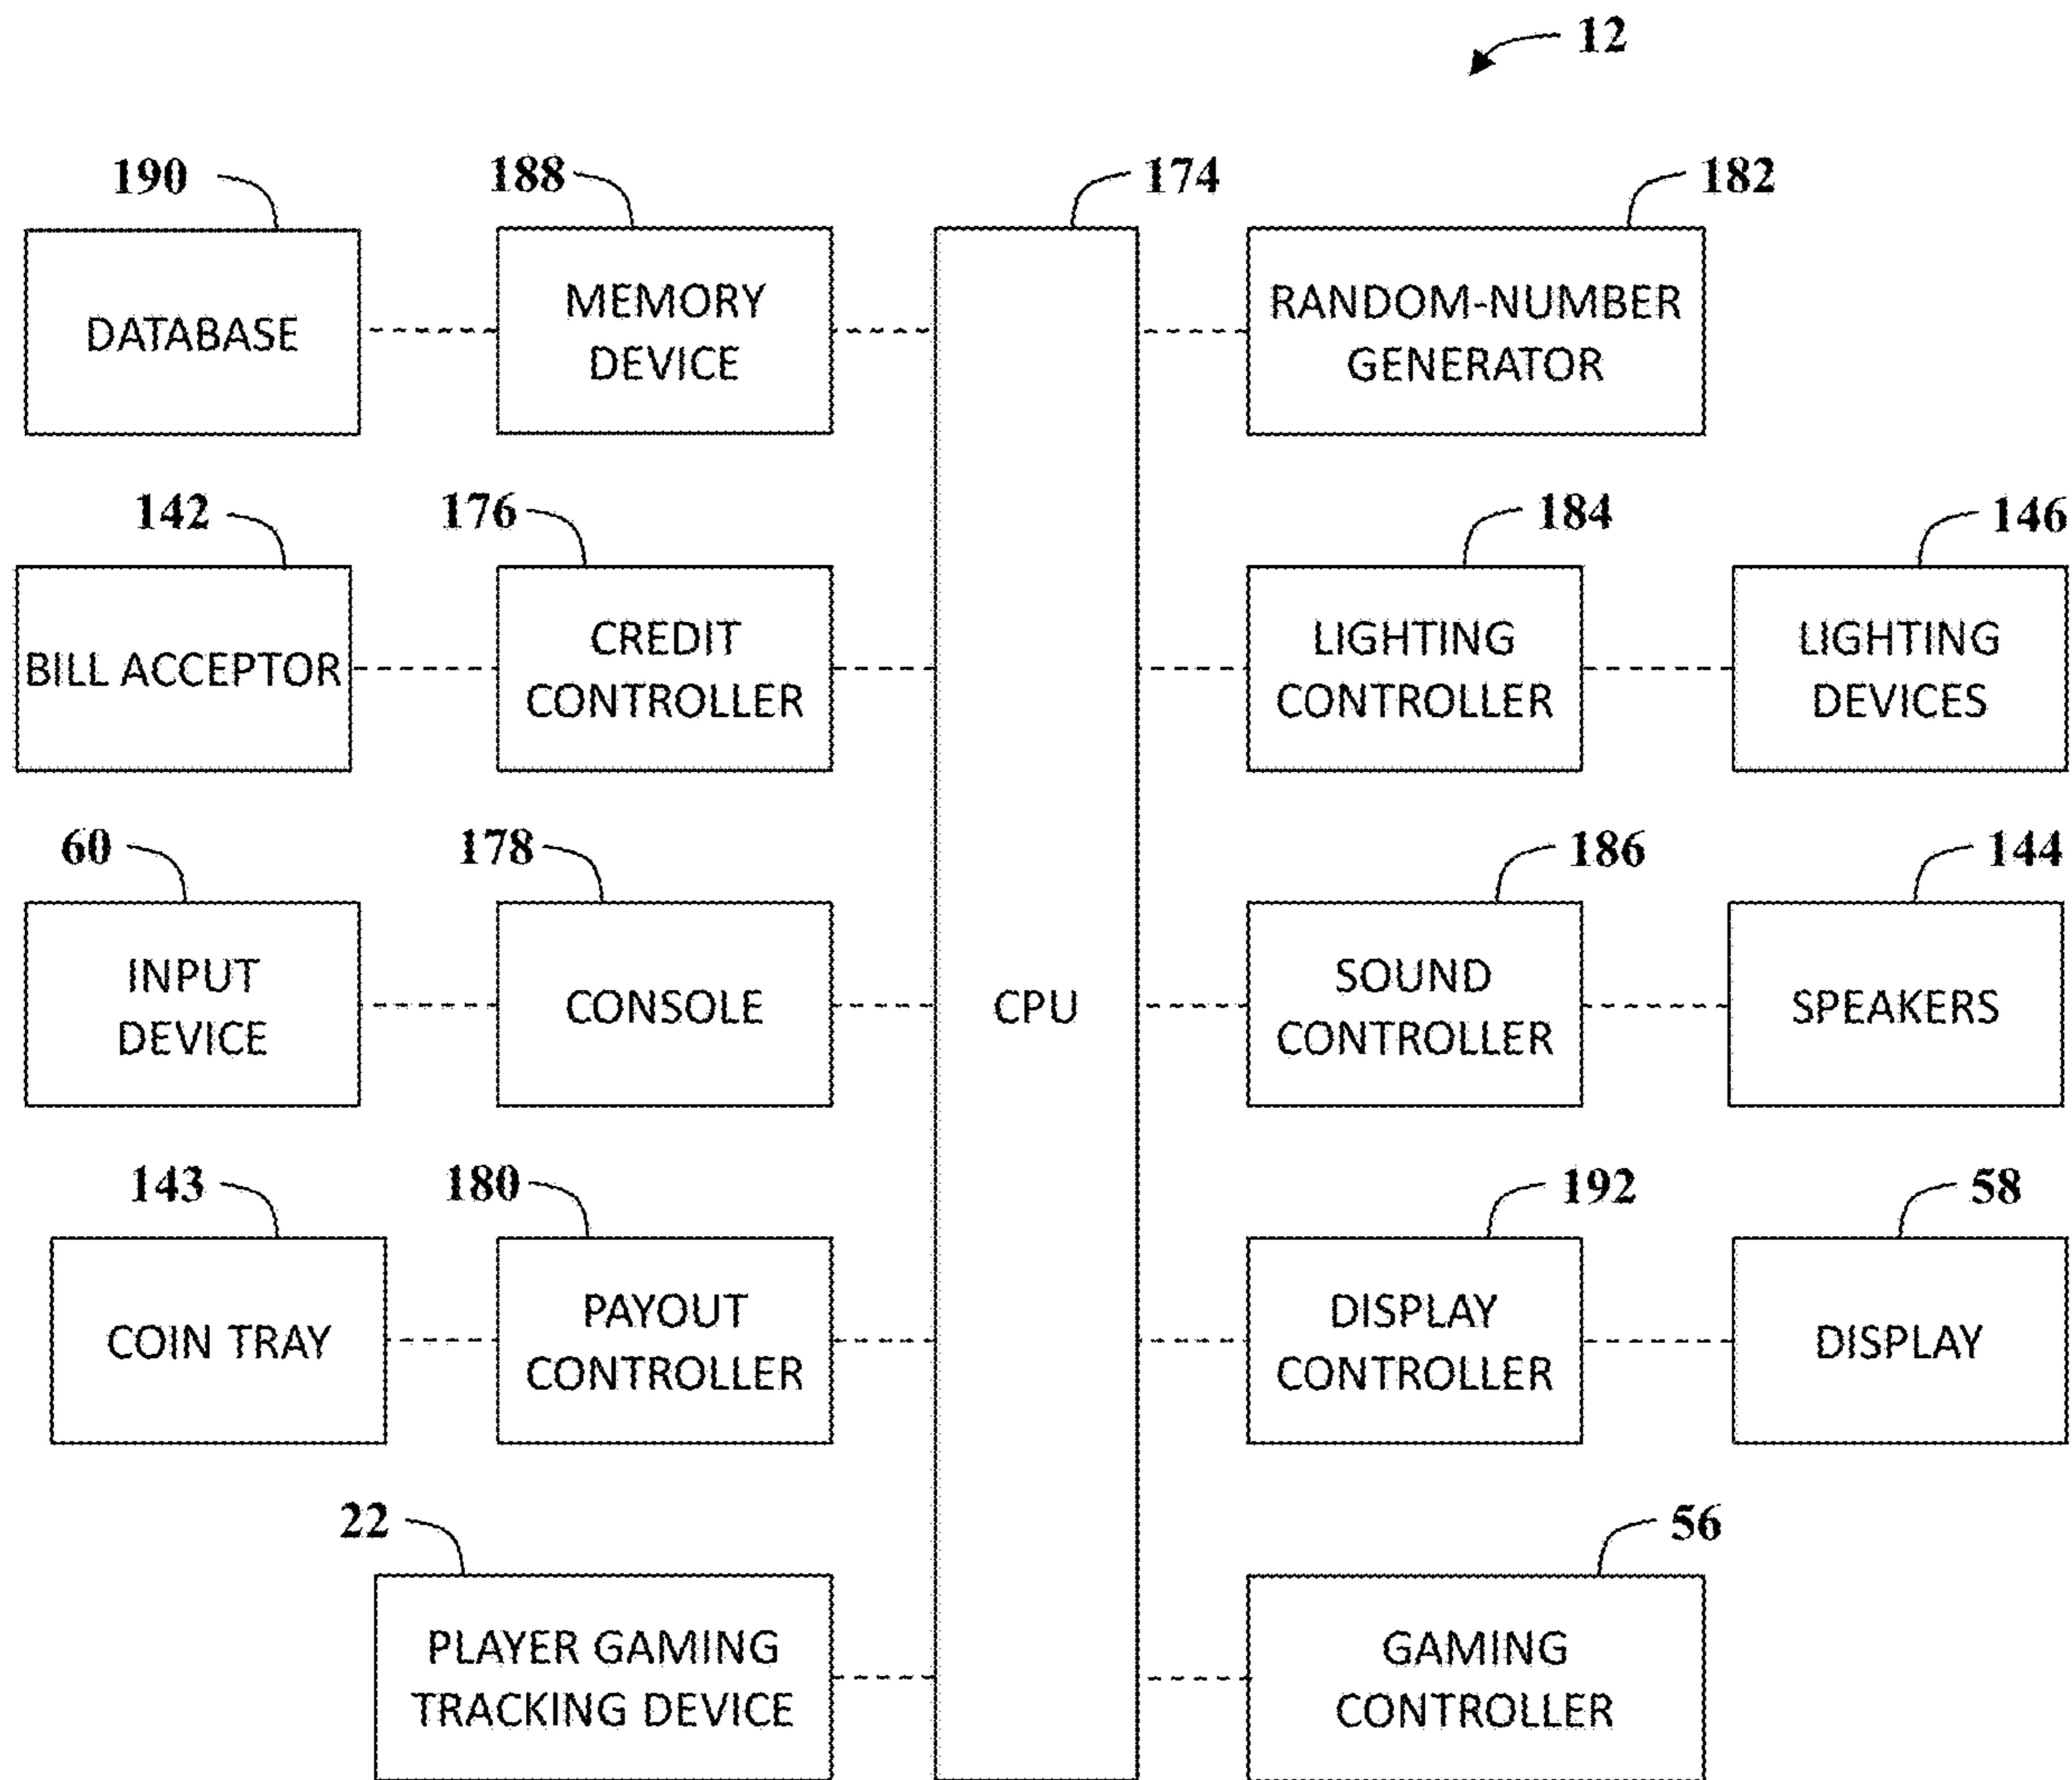 12
190
188
174
182
DATABASE
MEMORY
DEVICE
RANDOM-NUMBER
GENERATOR
142
176
184
146
BILL ACCEPTOR
CREDIT
CONTROLLER
LIGHTING
CONTROLLER
LIGHTING
DEVICES
60
178
186
144
INPUT
DEVICE
CONSOLE
CPU
SOUND
CONTROLLER
SPEAKERS
143
180
192
58
COIN TRAY
PAYOUT
CONTROLLER
DISPLAY
CONTROLLER
DISPLAY
22
56
PLAYER GAMING
TRACKING DEVICE
GAMING
CONTROLLER